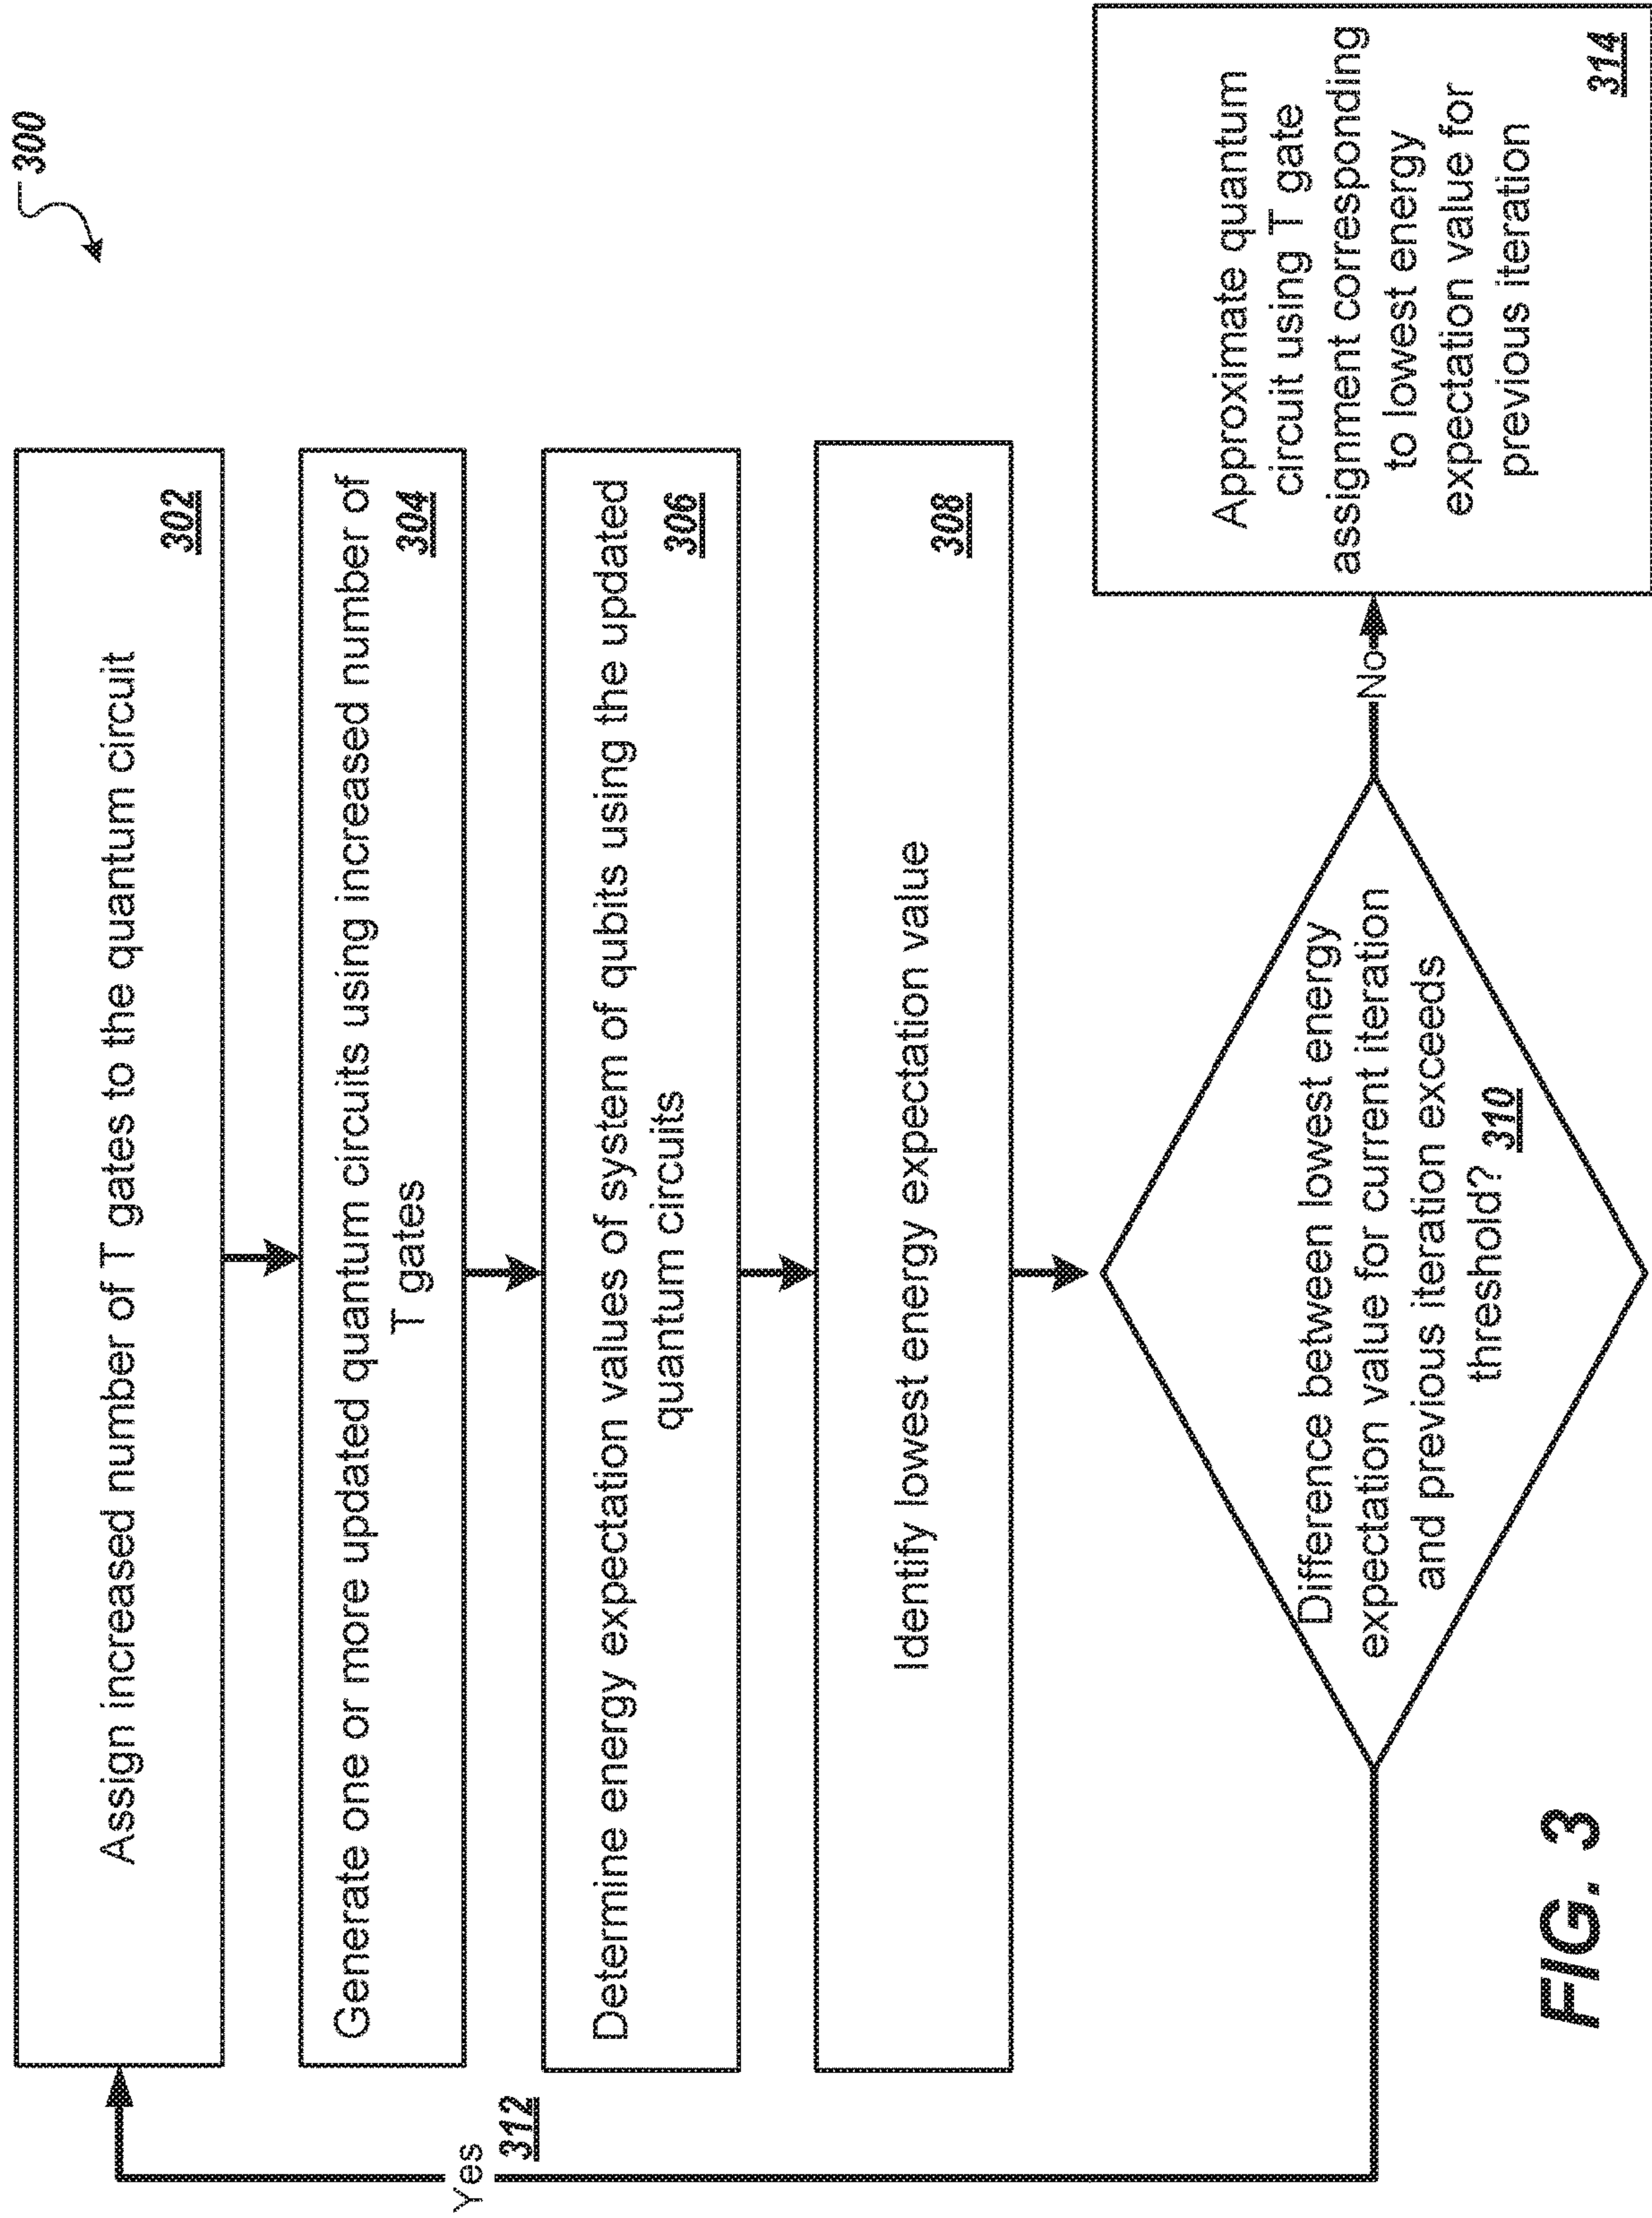 300
Assign increased number of T gates to the quantum circuit
302
Generate one or more updated quantum circuits using increased number of
T gates
304
Determine energy expectation values of system of qubits using the updated
quantum circuits
306
Identify lowest energy expectation value
308
Difference between lowest energy
expectation value for current iteration
and previous iteration exceeds
threshold?
310
Yes
312
No
Approximate quantum
circuit using T gate
assignment corresponding
to lowest energy
expectation value for
previous iteration
314
FIG. 3